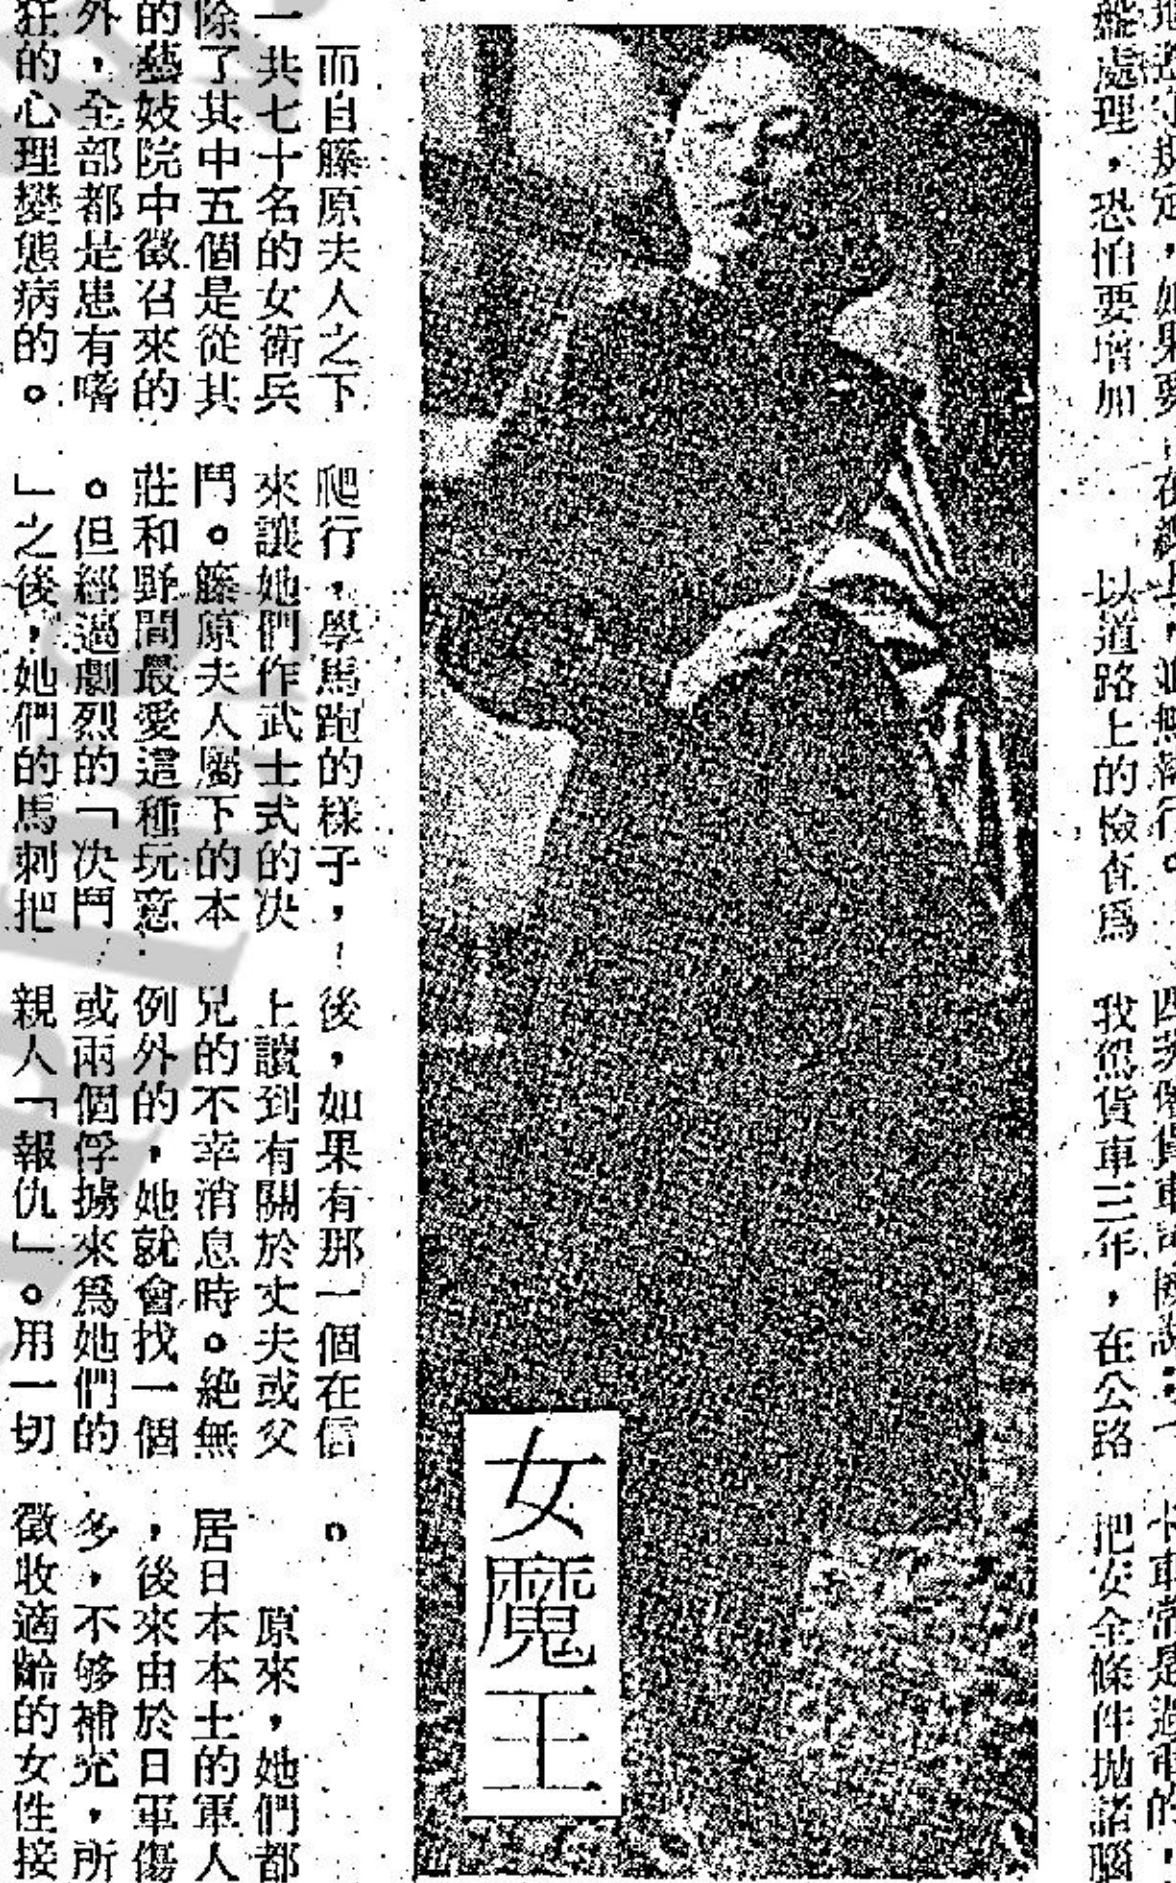 處理,恐怕要增加
以道路上的檢查爲
我駕貨車三年,在公路
把安全條件拋諸腦
女魔王
而自籐原夫人之下
一共七十名的女衛兵
除了其中五個是從其
的藝妓院中徵召來的
外,全部都是患有嗜
狂的心理變態病的。
爬行,學馬跑的樣子,
來讓她們作武士式的决
鬥。籐原夫人屬下的本
莊和野間最愛這種玩意
。但經過劇烈的「决鬥
」之後,她們的馬刺把
後,如果有那一個在信
上讀到有關於丈夫或父
兄的不幸消息時。絕無
例外的,她就會找一個
或兩個俘擄來爲她們的
親人「報仇」。用一切
。
原來,她們都
居日本本土的軍人
,後來由於日軍傷
多,不够補充,所
徵收適齡的女性接